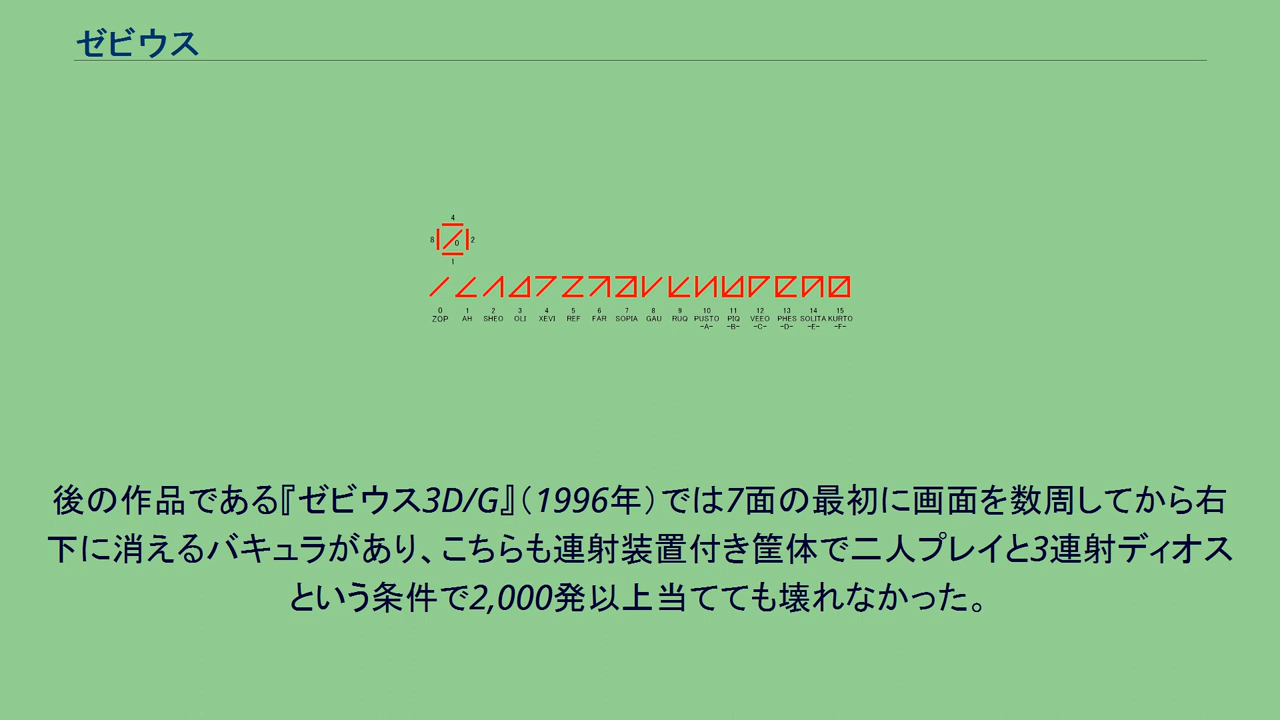 ゼビウス
4
8 0 2
1
0 1 2 3 4 5 6 7 8 9 10 11 12 13 14 15
ZOP AH SHEO OLI XEVI REF FAR SOPIA GAU RUQ PUSTO PIQ VEEO PHES SOLITA KURTO
-A- -B- -C- -D- -E- -F-
後の作品である『ゼビウス3D/G』（1996年）では7面の最初に画面を数周してから右
下に消えるバキュラがあり、こちらも連射装置付き筐体で二人プレイと3連射ディオス
という条件で2,000発以上当てても壊れなかった。